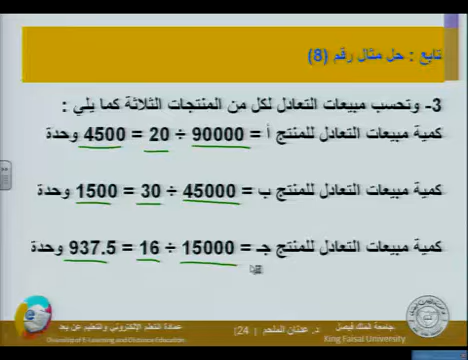 تابع : حل مثال رقم (8)
3- وتحسب مبيعات التعادل لكل من المنتجات الثلاثة كما يلي :
كمية مبيعات التعادل للمنتج أ = 90000 ÷ 20 = 4500 وحدة
كمية مبيعات التعادل للمنتج ب = 45000 ÷ 30 = 1500 وحدة
كمية مبيعات التعادل للمنتج جـ = 15000 ÷ 16 = 937.5 وحدة
جامعة الملك فيصل
King Faisal University
د. عدنان الملحم
|24|
عمادة التعلم الإلكتروني والتعليم عن بعد
Deanship of E-Learning and Distance Education